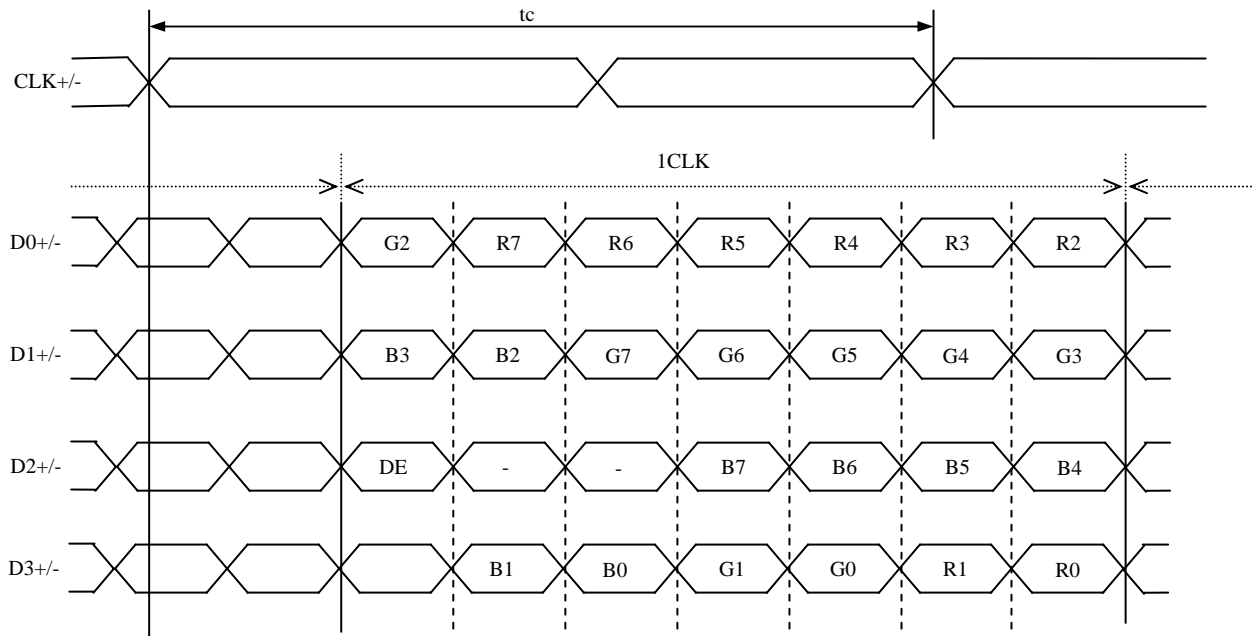 tc
CLK+/-
1CLK
D0+/- G2 R7 R6 R5 R4 R3 R2
D1+/- B3 B2 G7 G6 G5 G4 G3
D2+/- DE - - B7 B6 B5 B4
D3+/- B1 B0 G1 G0 R1 R0